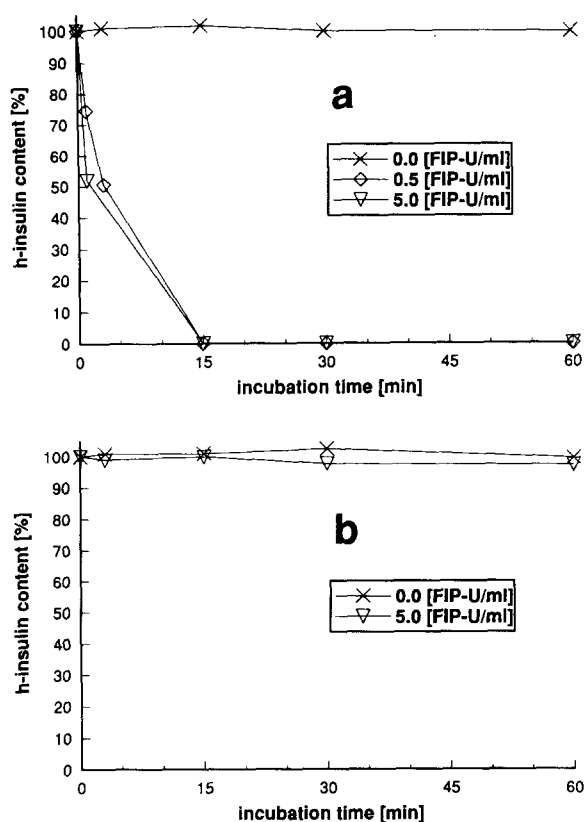 100
90
80
70
60
50
40
30
20
10
0
h-insulin content [%]
a
0.0 [FIP-U/ml]
0.5 [FIP-U/ml]
5.0 [FIP-U/ml]
0 15 30 45 60
incubation time [min]
100
90
80
70
60
50
40
30
20
10
0
h-insulin content [%]
b
0.0 [FIP-U/ml]
5.0 [FIP-U/ml]
0 15 30 45 60
incubation time [min]